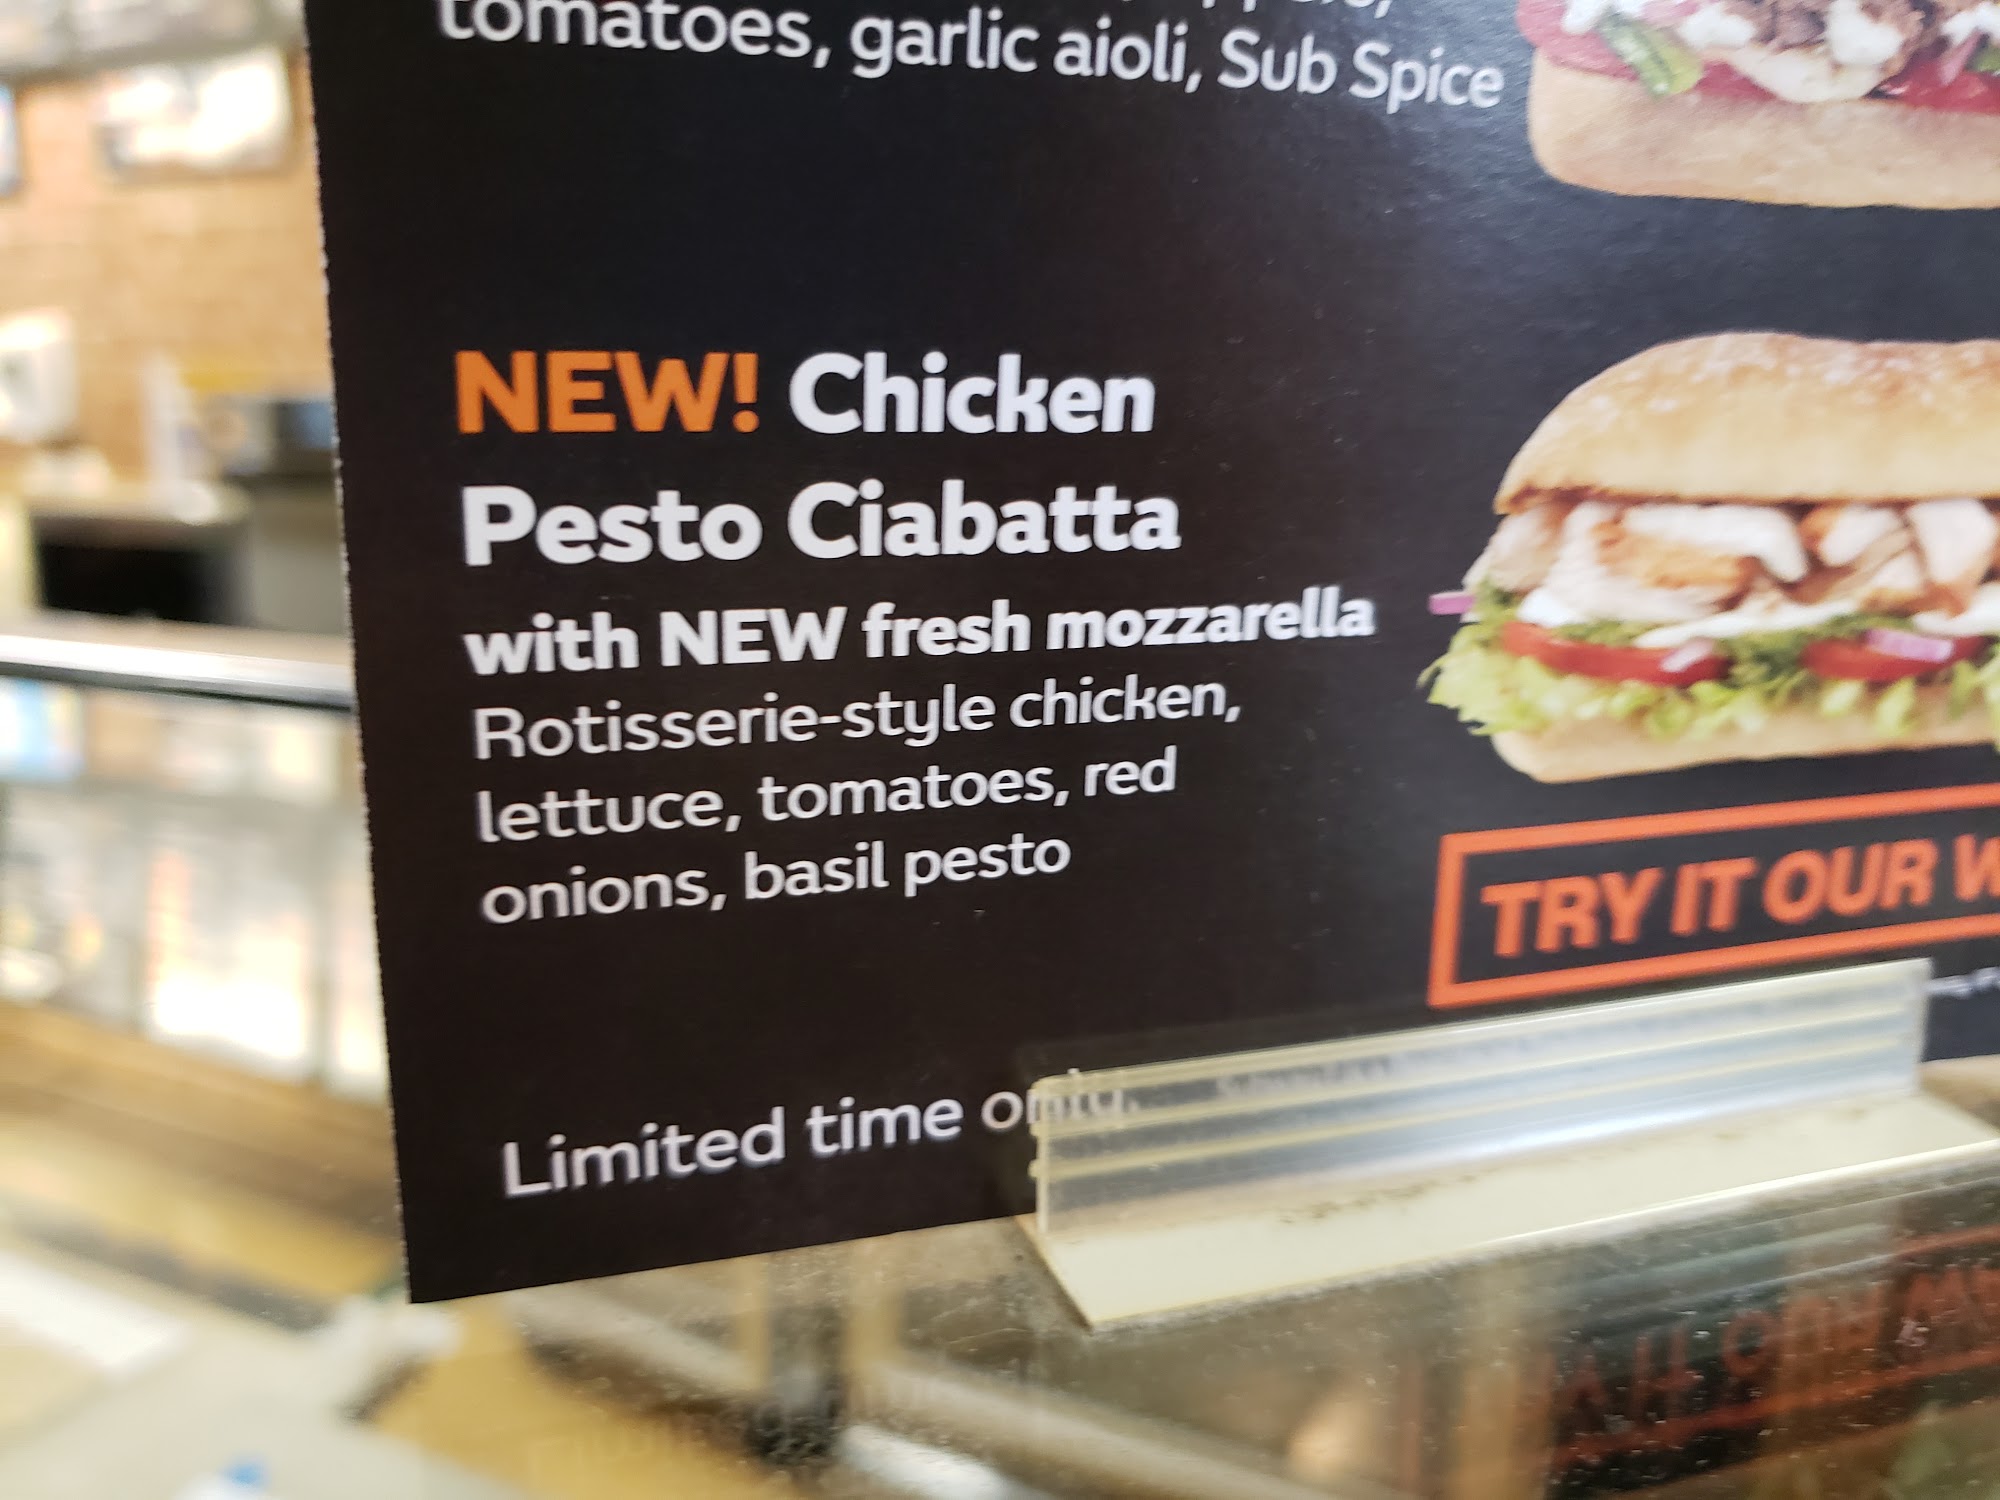 tomatoes, garlic aioli, Sub Spice
NEW! Chicken
Pesto Ciabatta
with NEW fresh mozzarella
Rotisserie-style chicken,
lettuce, tomatoes, red
onions, basil pesto
TRY IT OUR W
Limited time only.